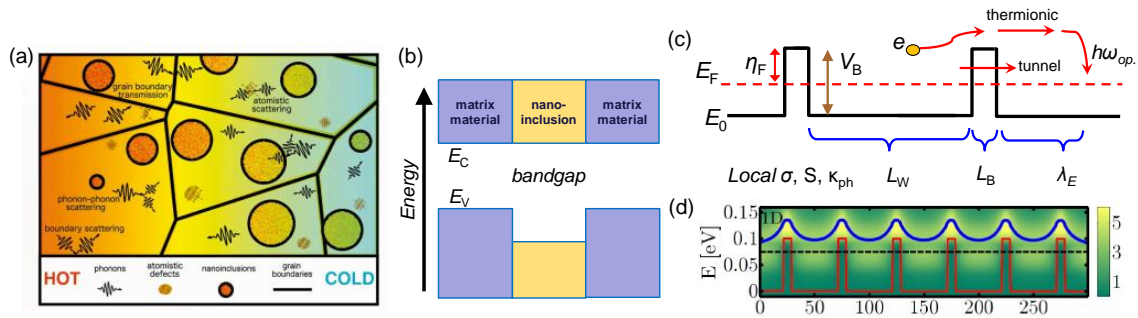 (a)
grain boundary
transmission
atomistic
scattering
phonon-phonon
scattering
boundary scattering
HOT
phonons
atomistic
defects
nanoinclusions
grain
boundaries
COLD
(b)
Energy
matrix
material
nano-
inclusion
matrix
material
E_C
bandgap
E_V
(c)
thermionic
e
ħω_op.
η_F
V_B
E_F
tunnel
E_0
Local σ, S, κ_ph
L_W
L_B
λ_E
(d)
1D
E [eV]
0.15
0.1
0.05
0
0 50 100 150 200 250
5
3
1